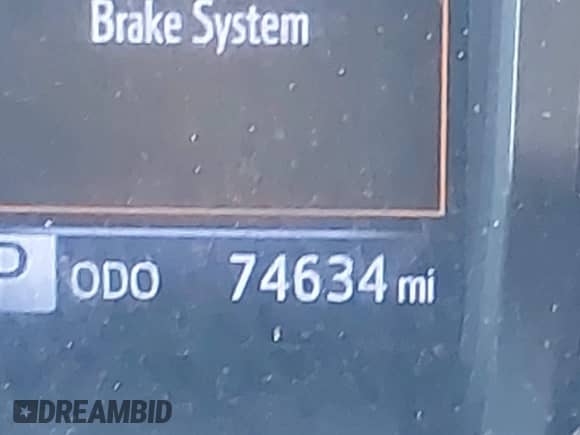 Brake System
P ODO 74634 mi
DREAMBID